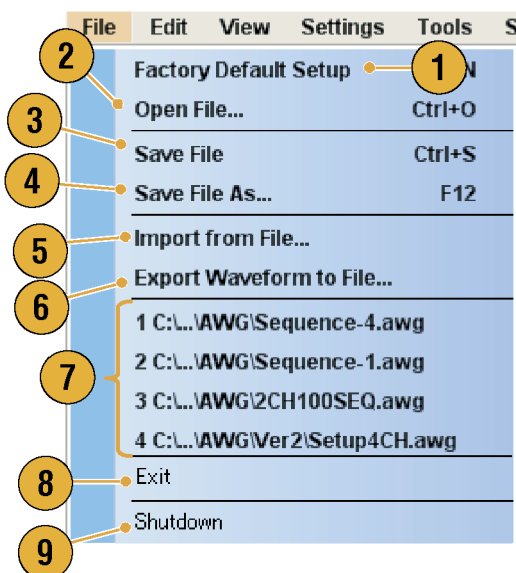 File Edit View Settings Tools S
2 Factory Default Setup 1 N
Open File... Ctrl+O
3 Save File Ctrl+S
4 Save File As... F12
5 Import from File...
6 Export Waveform to File...
1 C:\...\AWG\Sequence-4.awg
2 C:\...\AWG\Sequence-1.awg
7
3 C:\...\AWG\2CH100SEQ.awg
4 C:\...\AWG\Ver2\Setup4CH.awg
8 Exit
9 Shutdown